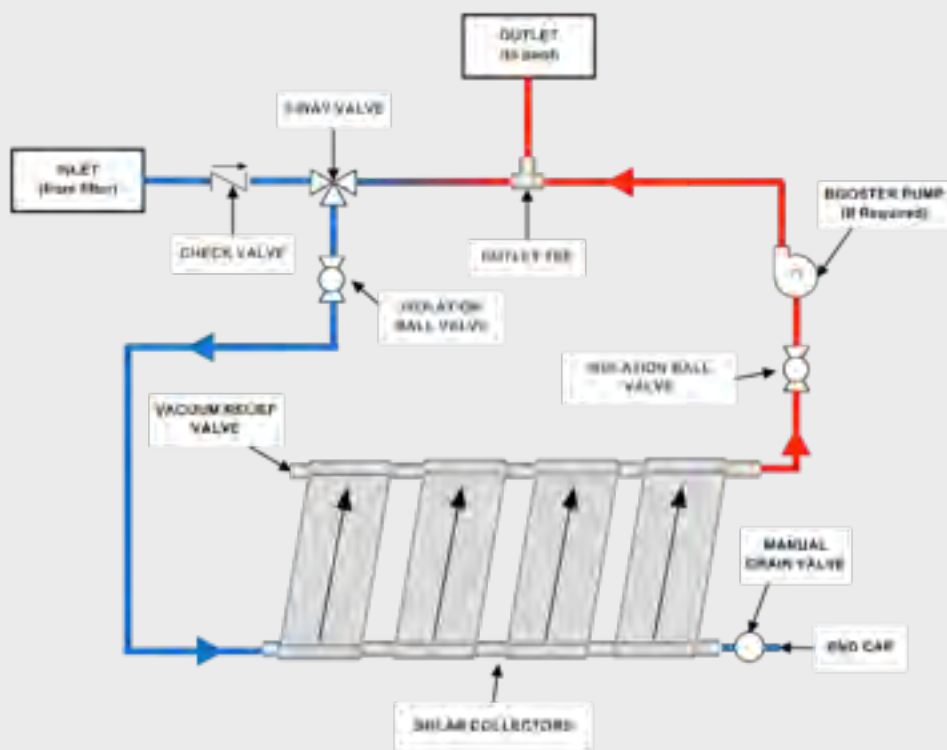 OUTLET
(to pool)
3-WAY VALVE
INLET
(from filter)
BOOSTER PUMP
(If Required)
CHECK VALVE
OUTLET TEE
ISOLATION
BALL VALVE
ISOLATION BALL
VALVE
VACUUM RELIEF
VALVE
MANUAL
DRAIN VALVE
END CAP
SOLAR COLLECTORS